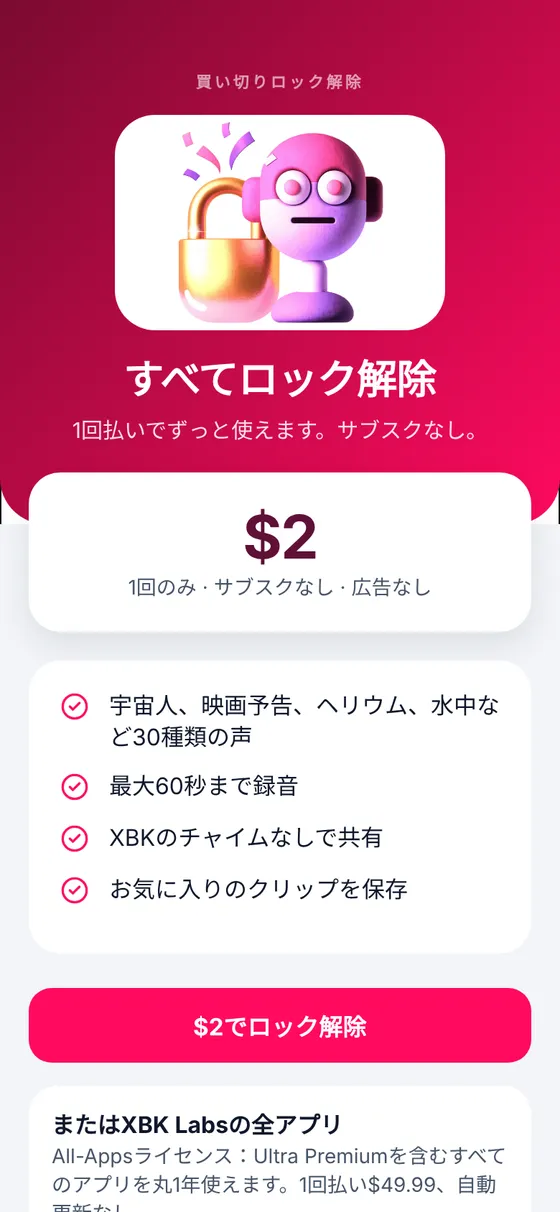 買い切りロック解除
すべてロック解除
1回払いでずっと使えます。サブスクなし。
$2
1回のみ · サブスクなし · 広告なし
宇宙人、映画予告、ヘリウム、水中な
ど30種類の声
最大60秒まで録音
XBKのチャイムなしで共有
お気に入りのクリップを保存
$2でロック解除
またはXBK Labsの全アプリ
All-Appsライセンス：Ultra Premiumを含むすべて
のアプリを丸1年使えます。1回払い$49.99、自動
更新なし